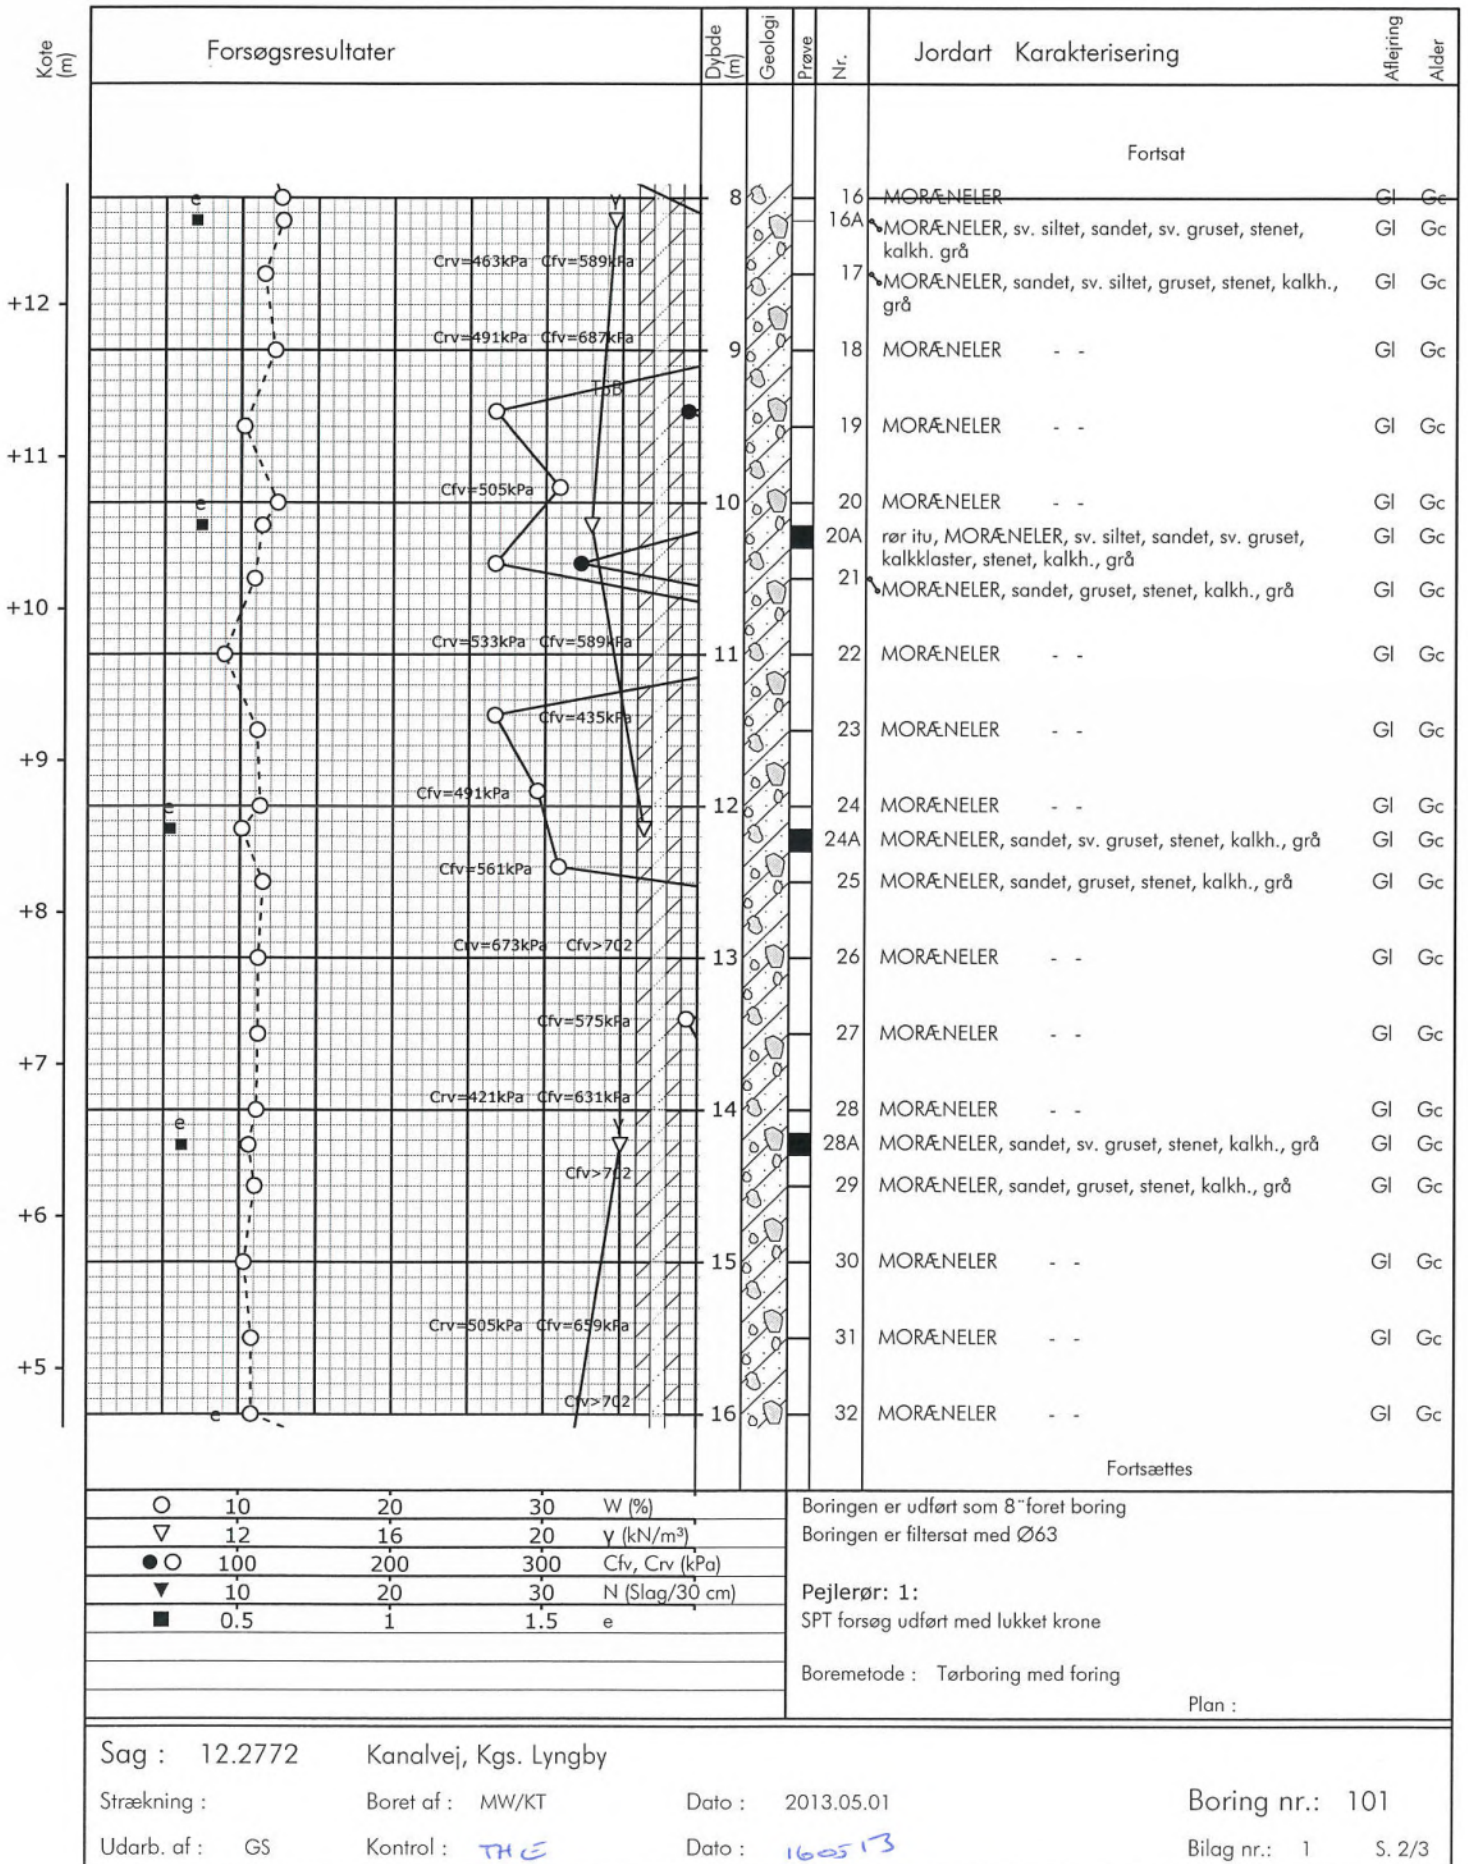 Kote (m)
Forsøgsresultater
Dybde (m)
Geologi
Prøve
Nr.
Jordart Karakterisering
Aflejring
Alder
Fortsat
e γ 8 16 MORÆNELER Gl Gc
16A MORÆNELER, sv. siltet, sandet, sv. gruset, stenet, Gl Gc
kalkh. grå
Crv=463kPa Cfv=589kPa
17 MORÆNELER, sandet, sv. siltet, gruset, stenet, kalkh., Gl Gc
+12 grå
Crv=491kPa Cfv=687kPa
9 18 MORÆNELER - - Gl Gc
TBB
19 MORÆNELER - - Gl Gc
+11
Cfv=505kPa
e 10 20 MORÆNELER - - Gl Gc
20A rør itu, MORÆNELER, sv. siltet, sandet, sv. gruset, Gl Gc
kalkklaster, stenet, kalkh., grå
21 MORÆNELER, sandet, gruset, stenet, kalkh., grå Gl Gc
+10
Crv=533kPa Cfv=589kPa
11 22 MORÆNELER - - Gl Gc
Cfv=435kPa
23 MORÆNELER - - Gl Gc
+9
Cfv=491kPa
e 12 24 MORÆNELER - - Gl Gc
24A MORÆNELER, sandet, sv. gruset, stenet, kalkh., grå Gl Gc
Cfv=561kPa
25 MORÆNELER, sandet, gruset, stenet, kalkh., grå Gl Gc
+8
Crv=673kPa Cfv>702
13 26 MORÆNELER - - Gl Gc
Cfv=575kPa
27 MORÆNELER - - Gl Gc
+7
Crv=421kPa Cfv=631kPa
14 28 MORÆNELER - - Gl Gc
e γ
28A MORÆNELER, sandet, sv. gruset, stenet, kalkh., grå Gl Gc
Cfv>702
29 MORÆNELER, sandet, gruset, stenet, kalkh., grå Gl Gc
+6
15 30 MORÆNELER - - Gl Gc
Crv=505kPa Cfv=659kPa
31 MORÆNELER - - Gl Gc
+5
Cfv>702
e 16 32 MORÆNELER - - Gl Gc
Fortsættes
10 20 30 W (%)
12 16 20 γ (kN/m³)
100 200 300 Cfv, Crv (kPa)
10 20 30 N (Slag/30 cm)
0.5 1 1.5 e
Boringen er udført som 8¨foret boring
Boringen er filtersat med Ø63
Pejlerør: 1:
SPT forsøg udført med lukket krone
Boremetode : Tørboring med foring
Plan :
Sag : 12.2772 Kanalvej, Kgs. Lyngby
Strækning : Boret af : MW/KT Dato : 2013.05.01 Boring nr.: 101
Udarb. af : GS Kontrol : THE Dato : 160513 Bilag nr.: 1 S. 2/3